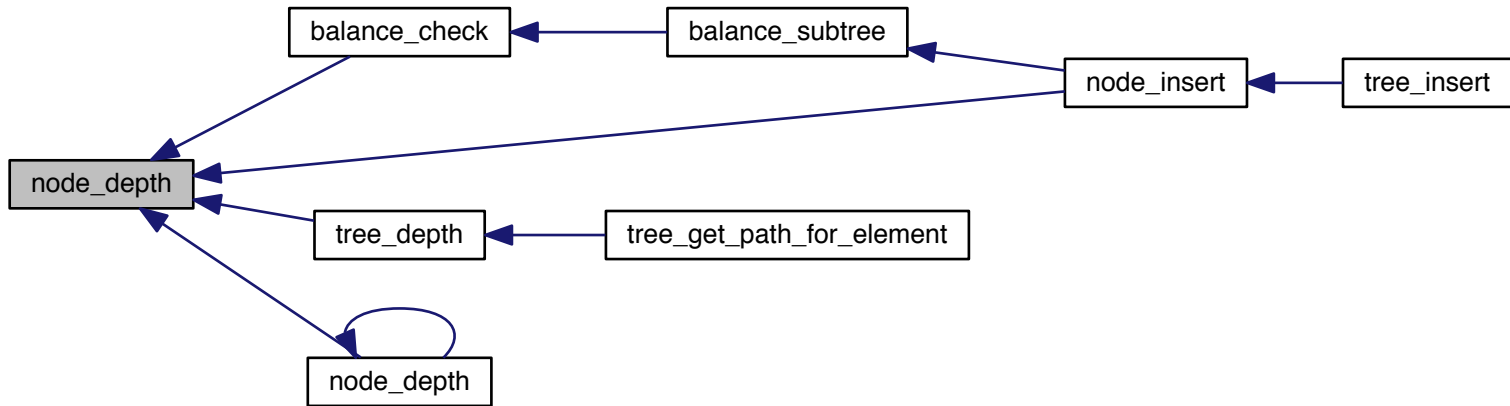 balance_check
balance_subtree
node_insert
tree_insert
node_depth
tree_depth
tree_get_path_for_element
node_depth